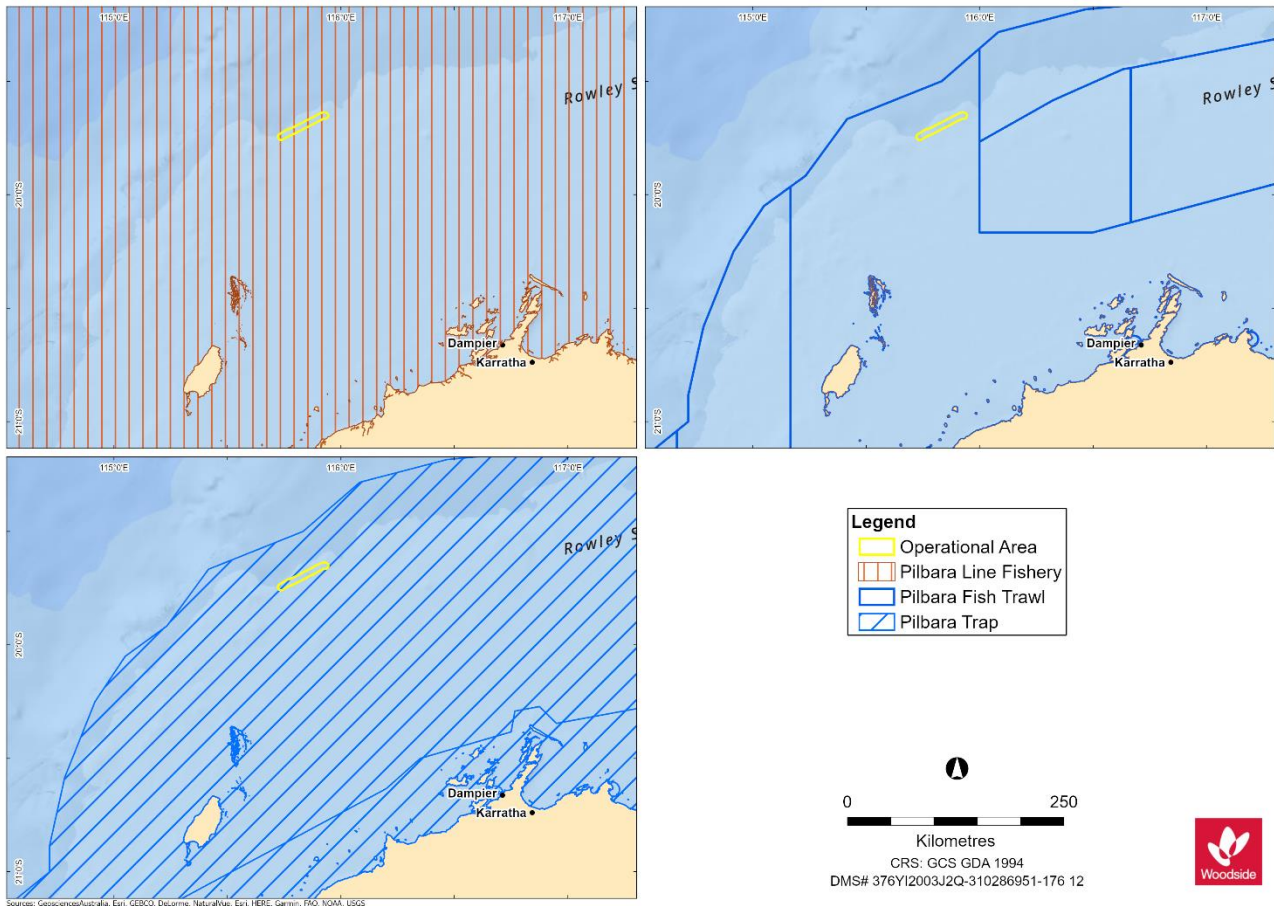 115°0'E 116°0'E 117°0'E
20°0'S
21°0'S
Rowley S
Dampier
Karratha
115°0'E 116°0'E 117°0'E
20°0'S
21°0'S
Rowley S
Dampier
Karratha
115°0'E 116°0'E 117°0'E
20°0'S
21°0'S
Rowley S
Dampier
Karratha
Legend
Operational Area
Pilbara Line Fishery
Pilbara Fish Trawl
Pilbara Trap
0 250
Kilometres
CRS: GCS GDA 1994
DMS# 376YI2003J2Q-310286951-176 12
Woodside
Sources: GeosciencesAustralia, Esri, GEBCO, DeLorme, NaturalVue, Esri, HERE, Garmin, FAO, NOAA, USGS